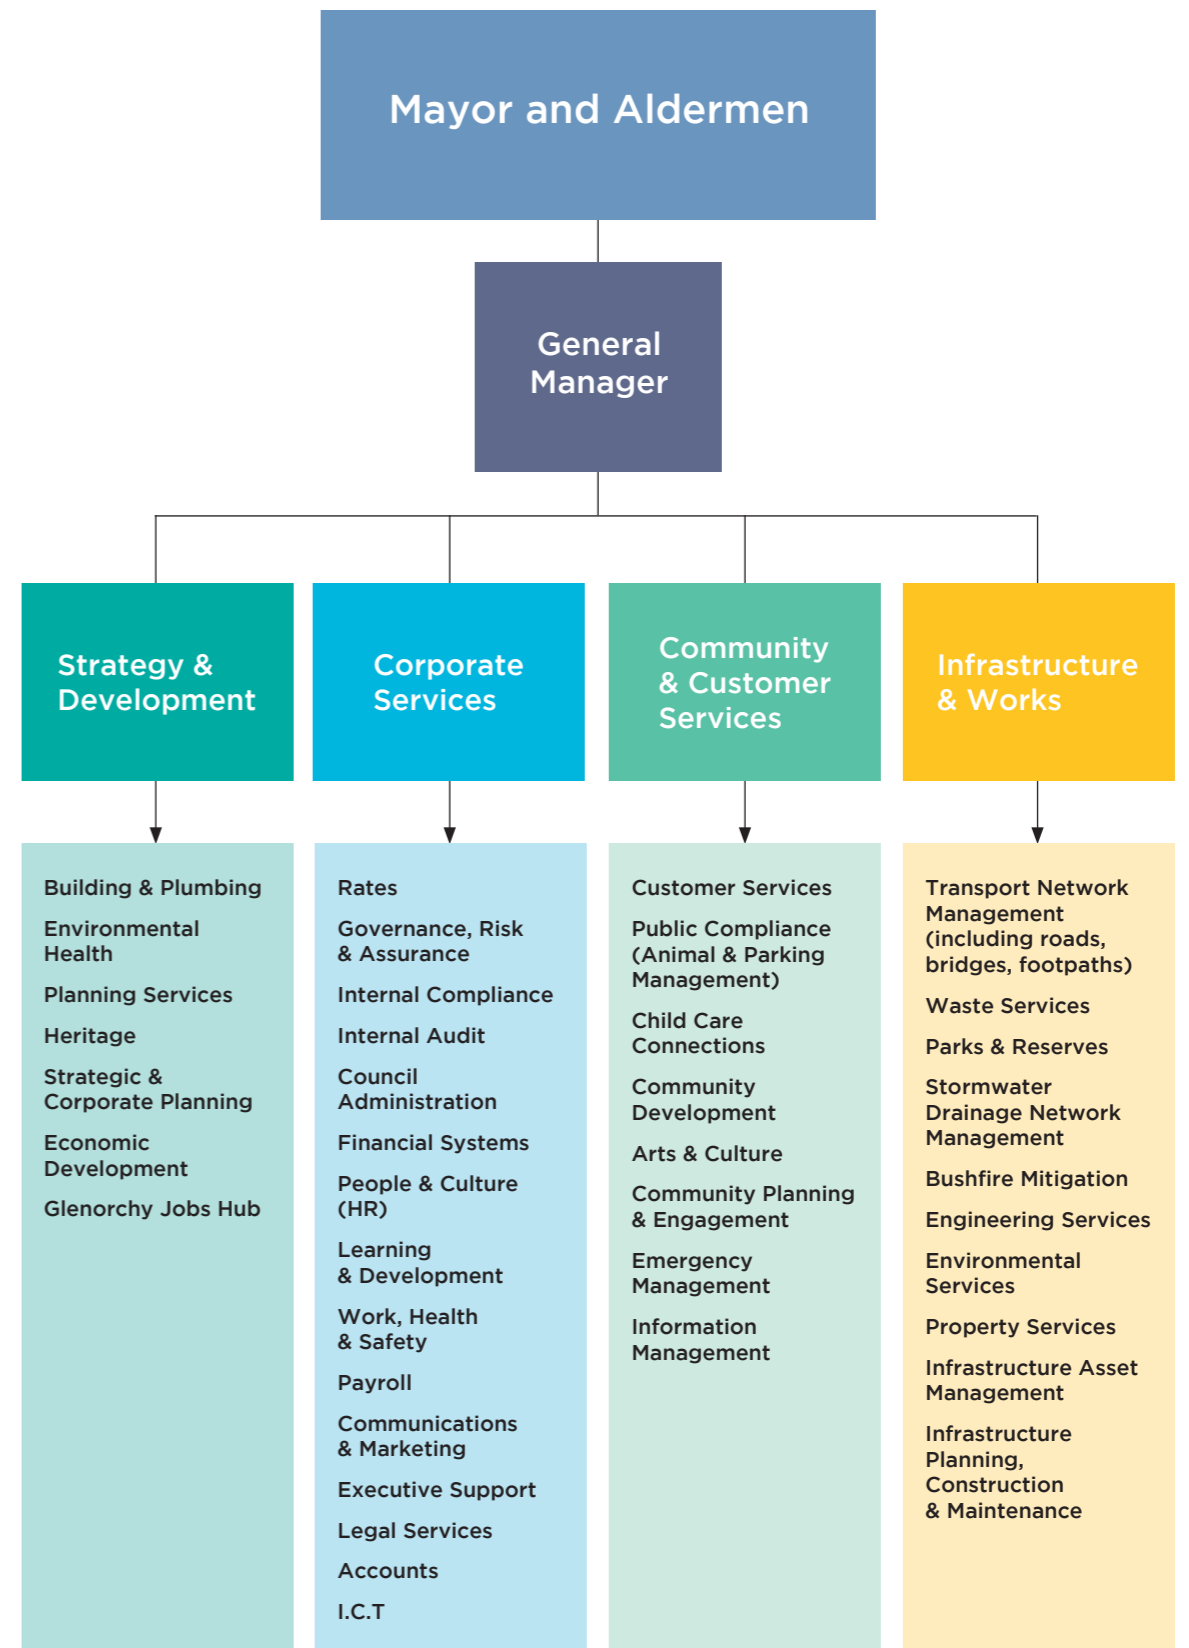 Mayor and Aldermen
General
Manager
Strategy &
Development
Corporate
Services
Community
& Customer
Services
Infrastructure
& Works
Building & Plumbing
Environmental
Health
Planning Services
Heritage
Strategic &
Corporate Planning
Economic
Development
Glenorchy Jobs Hub
Rates
Governance, Risk
& Assurance
Internal Compliance
Internal Audit
Council
Administration
Financial Systems
People & Culture
(HR)
Learning
& Development
Work, Health
& Safety
Payroll
Communications
& Marketing
Executive Support
Legal Services
Accounts
I.C.T
Customer Services
Public Compliance
(Animal & Parking
Management)
Child Care
Connections
Community
Development
Arts & Culture
Community Planning
& Engagement
Emergency
Management
Information
Management
Transport Network
Management
(including roads,
bridges, footpaths)
Waste Services
Parks & Reserves
Stormwater
Drainage Network
Management
Bushfire Mitigation
Engineering Services
Environmental
Services
Property Services
Infrastructure Asset
Management
Infrastructure
Planning,
Construction
& Maintenance